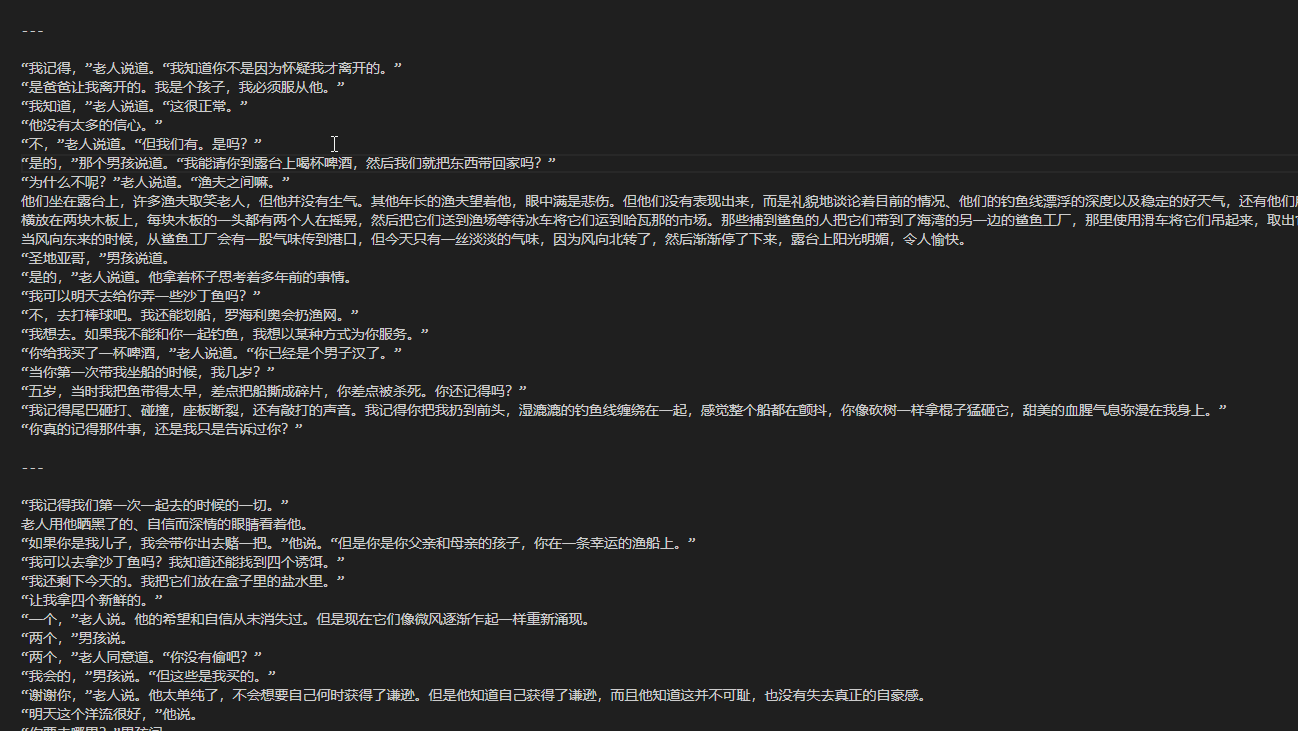 ---
“我记得，”老人说道。“我知道你不是因为怀疑我才离开的。”
“是爸爸让我离开的。我是个孩子，我必须服从他。”
“我知道，”老人说道。“这很正常。”
“他没有太多的信心。”
“不，”老人说道。“但我们有。是吗？”
“是的，”那个男孩说道。“我能请你到露台上喝杯啤酒，然后我们就把东西带回家吗？”
“为什么不呢？”老人说道。“渔夫之间嘛。”
他们坐在露台上，许多渔夫取笑老人，但他并没有生气。其他年长的渔夫望着他，眼中满是悲伤。但他们没有表现出来，而是礼貌地谈论着目前的情况、他们的钓鱼线漂浮的深度以及稳定的好天气，还有他们
横放在两块木板上，每块木板的一头都有两个人在摇晃，然后把它们送到渔场等待冰车将它们运到哈瓦那的市场。那些捕到鲨鱼的人把它们带到了海湾的另一边的鲨鱼工厂，那里使用滑车将它们吊起来，取出
当风向东来的时候，从鲨鱼工厂会有一股气味传到港口，但今天只有一丝淡淡的气味，因为风向北转了，然后渐渐停了下来，露台上阳光明媚，令人愉快。
“圣地亚哥，”男孩说道。
“是的，”老人说道。他拿着杯子思考着多年前的事情。
“我可以明天去给你弄一些沙丁鱼吗？”
“不，去打棒球吧。我还能划船，罗海利奥会扔渔网。”
“我想去。如果我不能和你一起钓鱼，我想以某种方式为你服务。”
“你给我买了一杯啤酒，”老人说道。“你已经是个男子汉了。”
“当你第一次带我坐船的时候，我几岁？”
“五岁，当时我把鱼带得太早，差点把船撕成碎片，你差点被杀死。你还记得吗？”
“我记得尾巴砸打、碰撞，座板断裂，还有敲打的声音。我记得你把我扔到前头，湿漉漉的钓鱼线缠绕在一起，感觉整个船都在颤抖，你像砍树一样拿棍子猛砸它，甜美的血腥气息弥漫在我身上。”
“你真的记得那件事，还是我只是告诉过你？”
---
“我记得我们第一次一起去的时候的一切。”
老人用他晒黑了的、自信而深情的眼睛看着他。
“如果你是我儿子，我会带你出去赌一把。”他说。“但是你是你父亲和母亲的孩子，你在一条幸运的渔船上。”
“我可以去拿沙丁鱼吗？我知道还能找到四个诱饵。”
“我还剩下今天的。我把它们放在盒子里的盐水里。”
“让我拿四个新鲜的。”
“一个，”老人说。他的希望和自信从未消失过。但是现在它们像微风逐渐乍起一样重新涌现。
“两个，”男孩说。
“两个，”老人同意道。“你没有偷吧？”
“我会的，”男孩说。“但这些是我买的。”
“谢谢你，”老人说。他太单纯了，不会想要自己何时获得了谦逊。但是他知道自己获得了谦逊，而且他知道这并不可耻，也没有失去真正的自豪感。
“明天这个洋流很好，”他说。